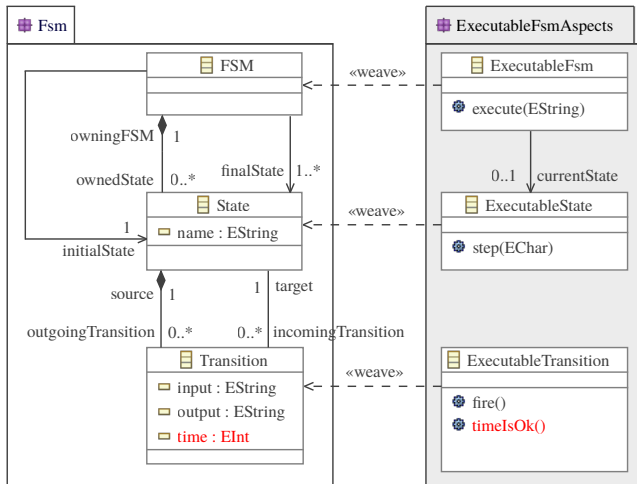 Fsm
ExecutableFsmAspects
FSM
«weave»
ExecutableFsm
execute(EString)
owningFSM
1
ownedState
0..*
finalState
1..*
0..1
currentState
State
name : EString
1
initialState
«weave»
ExecutableState
step(EChar)
source
1
1
target
outgoingTransition
0..*
0..*
incomingTransition
Transition
input : EString
output : EString
time : EInt
«weave»
ExecutableTransition
fire()
timeIsOk()